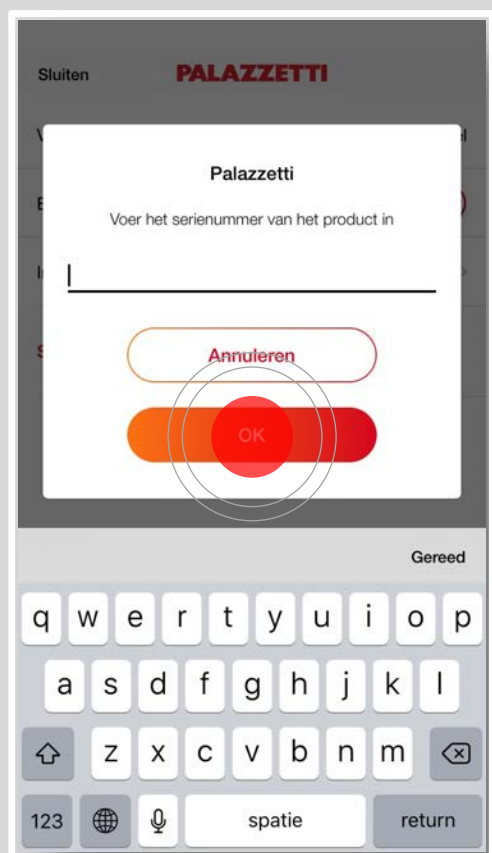 Sluiten
PALAZZETTI
Palazzetti
Voer het serienummer van het product in
Annuleren
OK
Gereed
q w e r t y u i o p
a s d f g h j k l
z x c v b n m
123
spatie
return